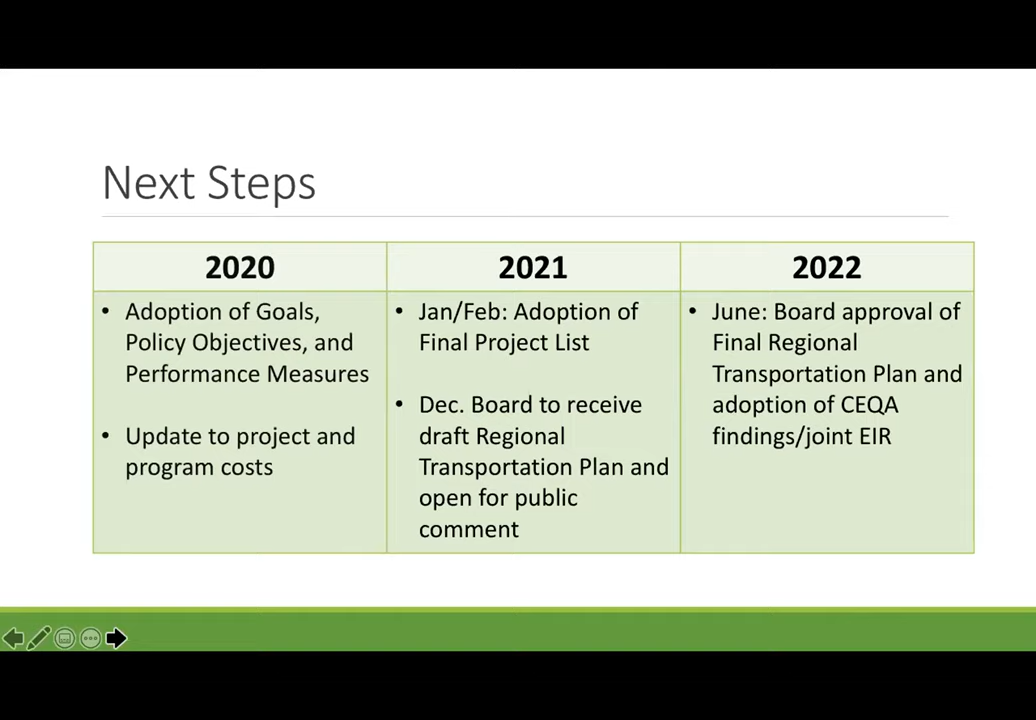 Next Steps
2020
2021
2022
• Adoption of Goals,
Policy Objectives, and
Performance Measures
• Update to project and
program costs
• Jan/Feb: Adoption of
Final Project List
• Dec. Board to receive
draft Regional
Transportation Plan and
open for public
comment
• June: Board approval of
Final Regional
Transportation Plan and
adoption of CEQA
findings/joint EIR